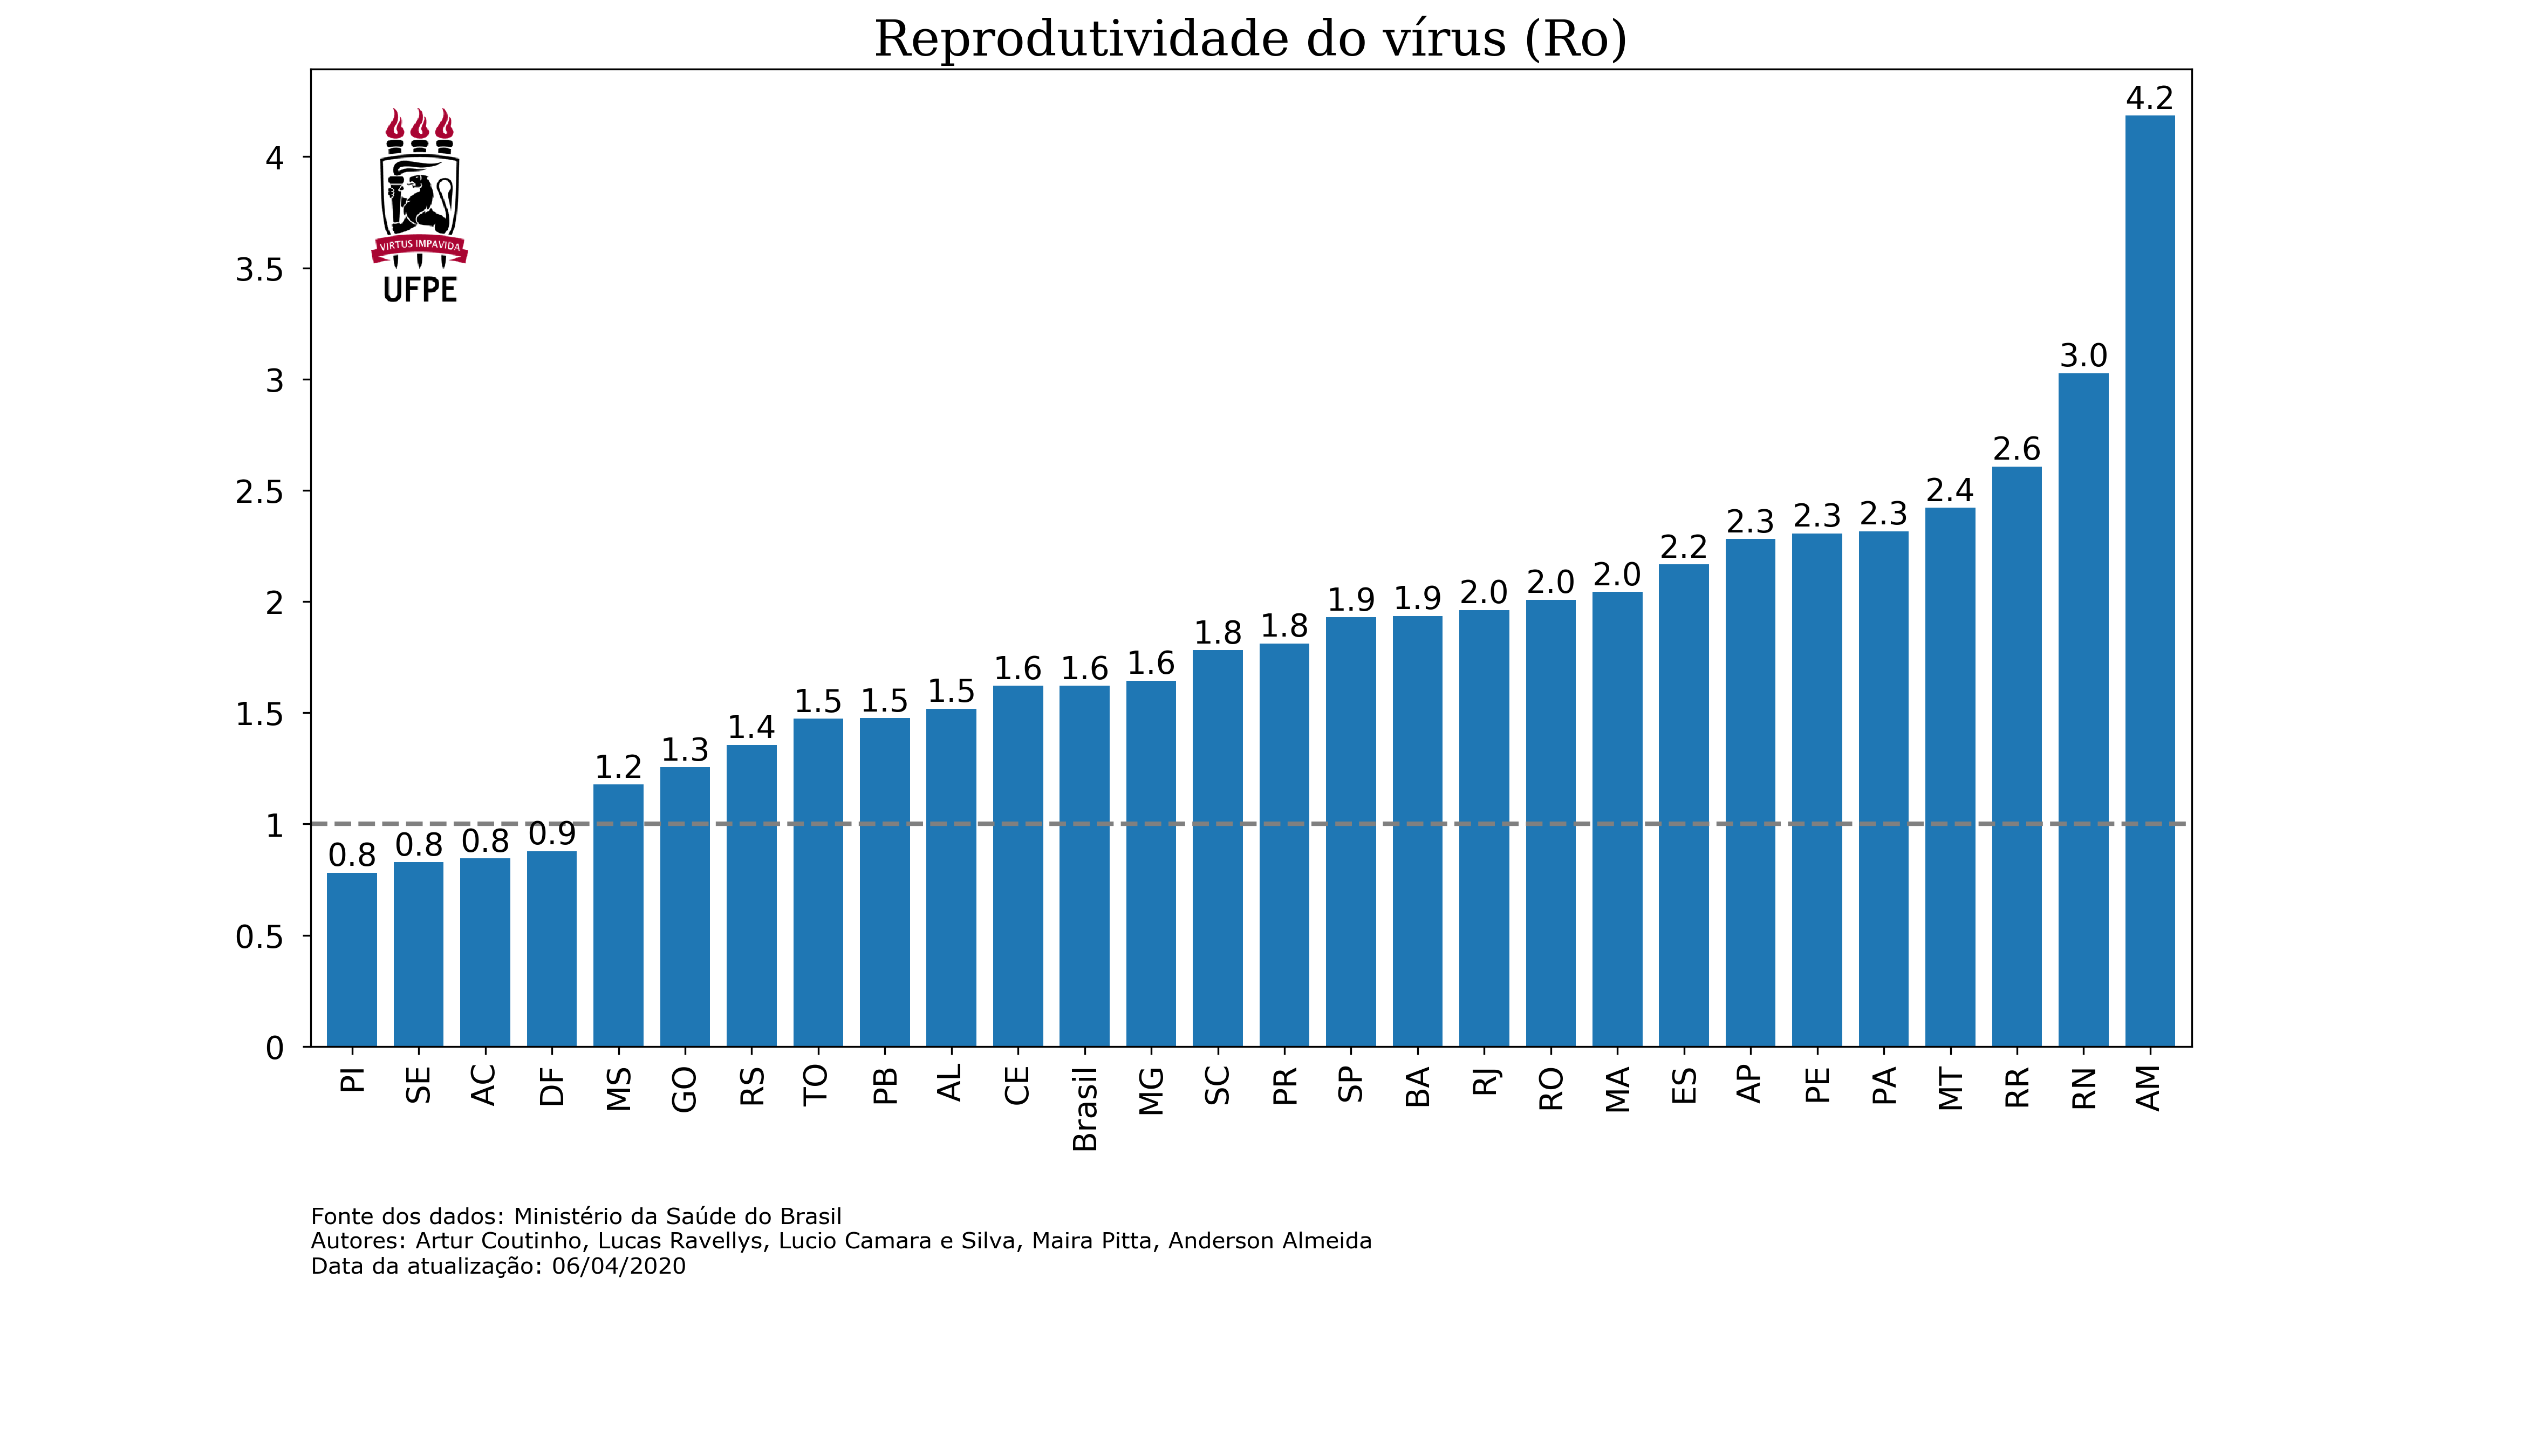 Reprodutividade do vírus (Ro)
VIRTUS IMPAVIDA
UFPE
4
3.5
3
2.5
2
1.5
1
0.5
0
0.8 0.8 0.8 0.9 1.2 1.3 1.4 1.5 1.5 1.5 1.6 1.6 1.6 1.8 1.8 1.9 1.9 2.0 2.0 2.0 2.2 2.3 2.3 2.3 2.4 2.6 3.0 4.2
PI SE AC DF MS GO RS TO PB AL CE Brasil MG SC PR SP BA RJ RO MA ES AP PE PA MT RR RN AM
Fonte dos dados: Ministério da Saúde do Brasil
Autores: Artur Coutinho, Lucas Ravellys, Lucio Camara e Silva, Maira Pitta, Anderson Almeida
Data da atualização: 06/04/2020